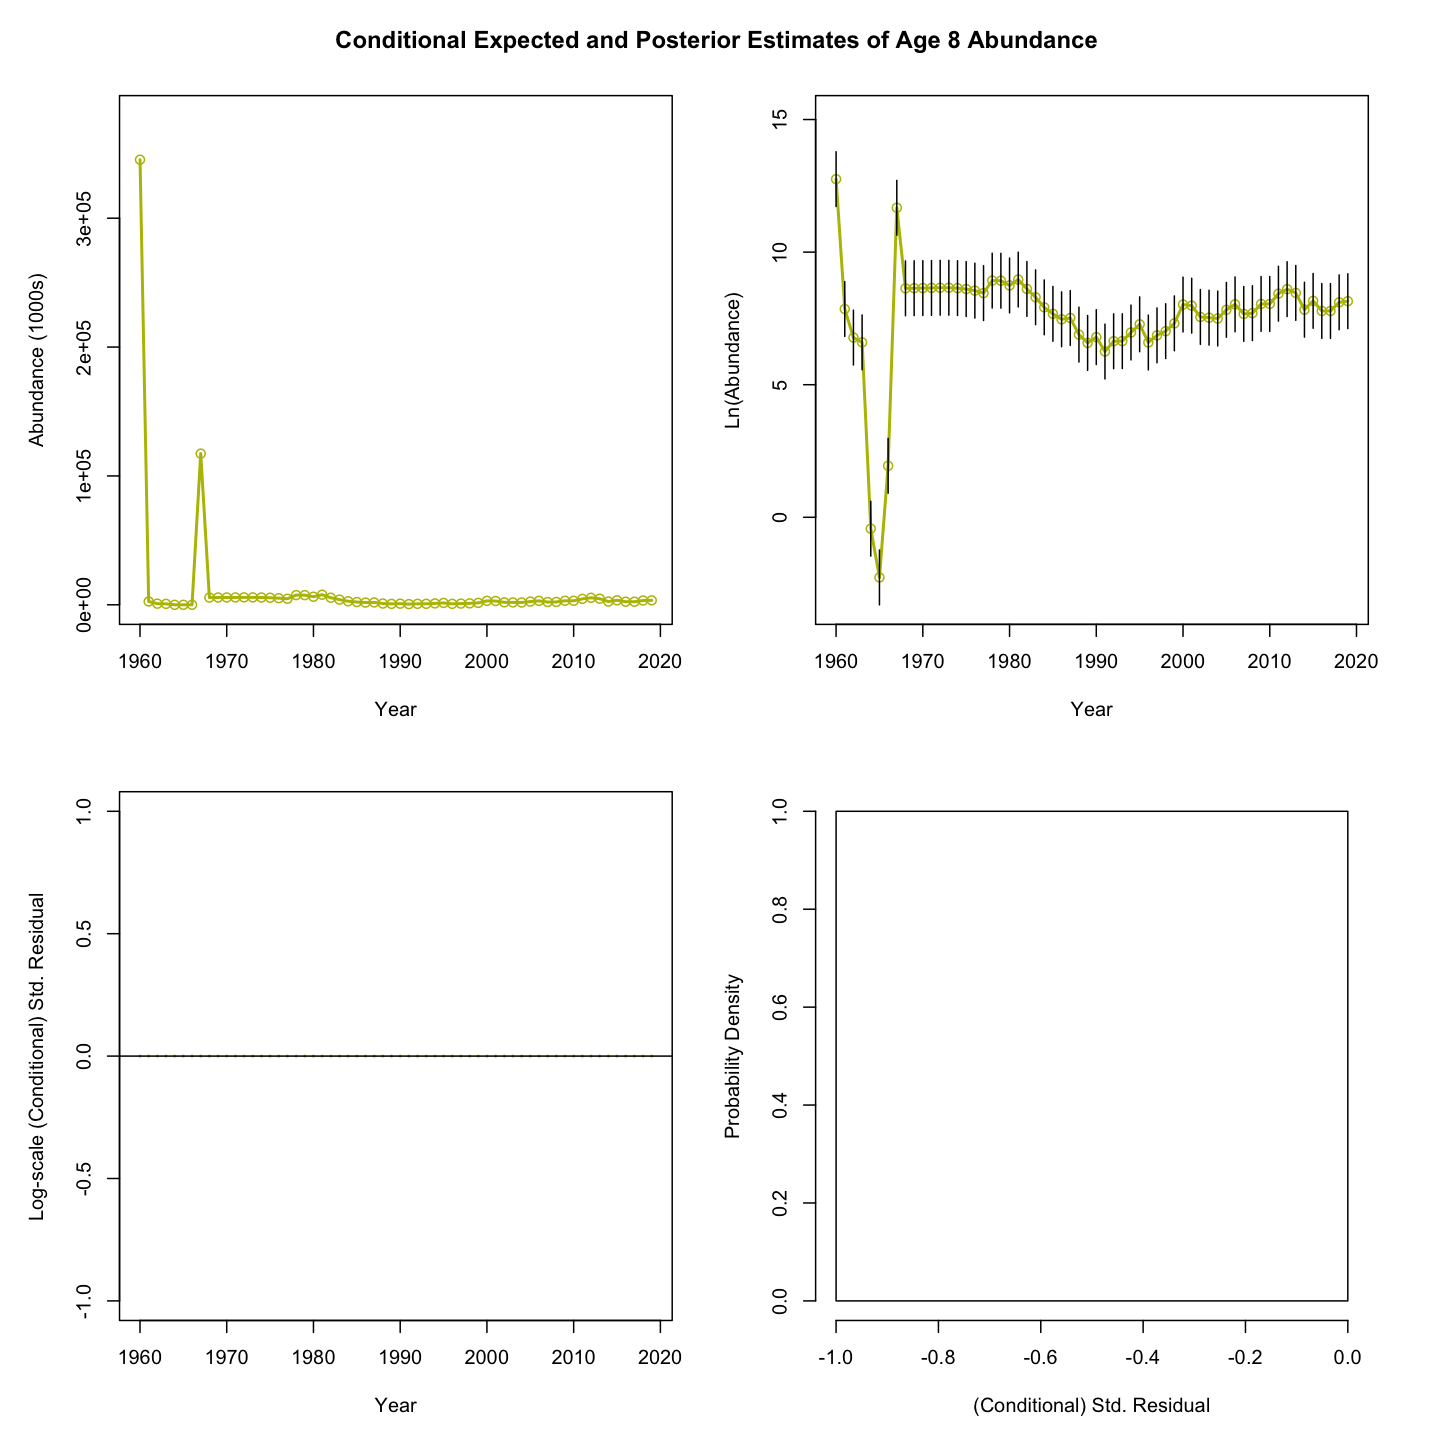 Conditional Expected and Posterior Estimates of Age 8 Abundance
Abundance (1000s)
3e+05
2e+05
1e+05
0e+00
1960 1970 1980 1990 2000 2010 2020
Year
Ln(Abundance)
15
10
5
0
1960 1970 1980 1990 2000 2010 2020
Year
Log-scale (Conditional) Std. Residual
1.0
0.5
0.0
-0.5
-1.0
1960 1970 1980 1990 2000 2010 2020
Year
Probability Density
1.0
0.8
0.6
0.4
0.2
0.0
-1.0 -0.8 -0.6 -0.4 -0.2 0.0
(Conditional) Std. Residual